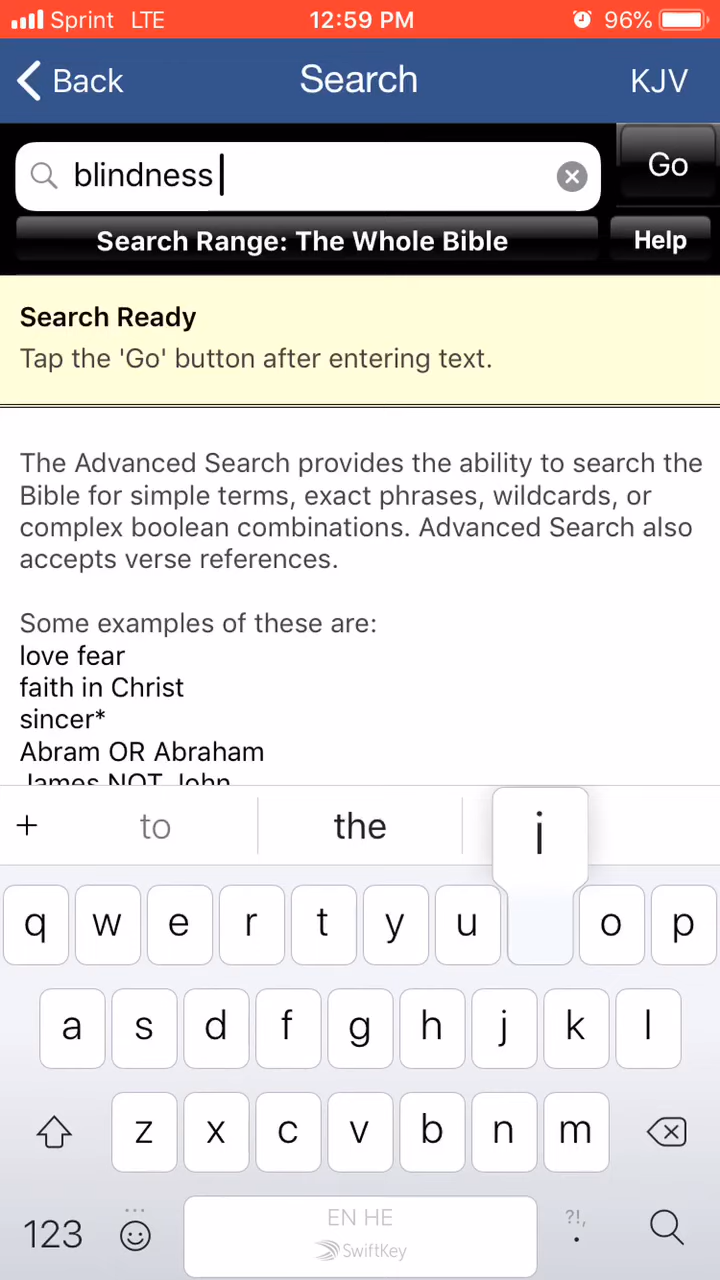 Sprint LTE 12:59 PM 96%
Back Search KJV
blindness Go
Search Range: The Whole Bible Help
Search Ready
Tap the 'Go' button after entering text.
The Advanced Search provides the ability to search the
Bible for simple terms, exact phrases, wildcards, or
complex boolean combinations. Advanced Search also
accepts verse references.
Some examples of these are:
love fear
faith in Christ
sincer*
Abram OR Abraham
James NOT John
+ to the i
q w e r t y u o p
a s d f g h j k l
z x c v b n m
123 EN HE ?!,
SwiftKey .